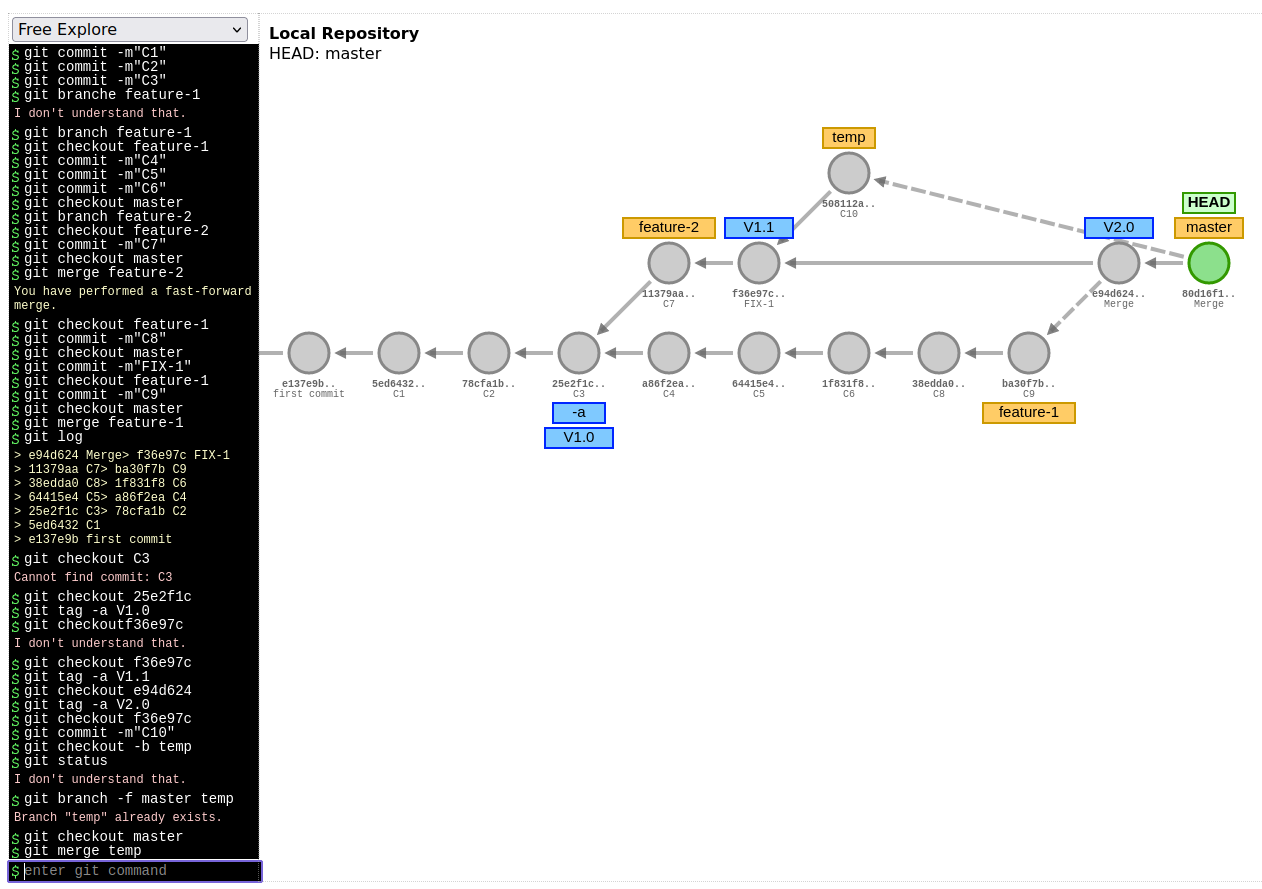 Free Explore
$ git commit -m"C1"
$ git commit -m"C2"
$ git commit -m"C3"
$ git branche feature-1
I don't understand that.
$ git branch feature-1
$ git checkout feature-1
$ git commit -m"C4"
$ git commit -m"C5"
$ git commit -m"C6"
$ git checkout master
$ git branch feature-2
$ git checkout feature-2
$ git commit -m"C7"
$ git checkout master
$ git merge feature-2
You have performed a fast-forward
merge.
$ git checkout feature-1
$ git commit -m"C8"
$ git checkout master
$ git commit -m"FIX-1"
$ git checkout feature-1
$ git commit -m"C9"
$ git checkout master
$ git merge feature-1
$ git log
> e94d624 Merge> f36e97c FIX-1
> 11379aa C7> ba30f7b C9
> 38edda0 C8> 1f831f8 C6
> 64415e4 C5> a86f2ea C4
> 25e2f1c C3> 78cfa1b C2
> 5ed6432 C1
> e137e9b first commit
$ git checkout C3
Cannot find commit: C3
$ git checkout 25e2f1c
$ git tag -a V1.0
$ git checkoutf36e97c
I don't understand that.
$ git checkout f36e97c
$ git tag -a V1.1
$ git checkout e94d624
$ git tag -a V2.0
$ git checkout f36e97c
$ git commit -m"C10"
$ git checkout -b temp
$ git status
I don't understand that.
$ git branch -f master temp
Branch "temp" already exists.
$ git checkout master
$ git merge temp
$ enter git command
Local Repository
HEAD: master
temp
508112a..
C10
HEAD
feature-2
V1.1
V2.0
master
11379aa..
C7
f36e97c..
FIX-1
e94d624..
Merge
80d16f1..
Merge
e137e9b..
first commit
5ed6432..
C1
78cfa1b..
C2
25e2f1c..
C3
a86f2ea..
C4
64415e4..
C5
1f831f8..
C6
38edda0..
C8
ba30f7b..
C9
-a
V1.0
feature-1